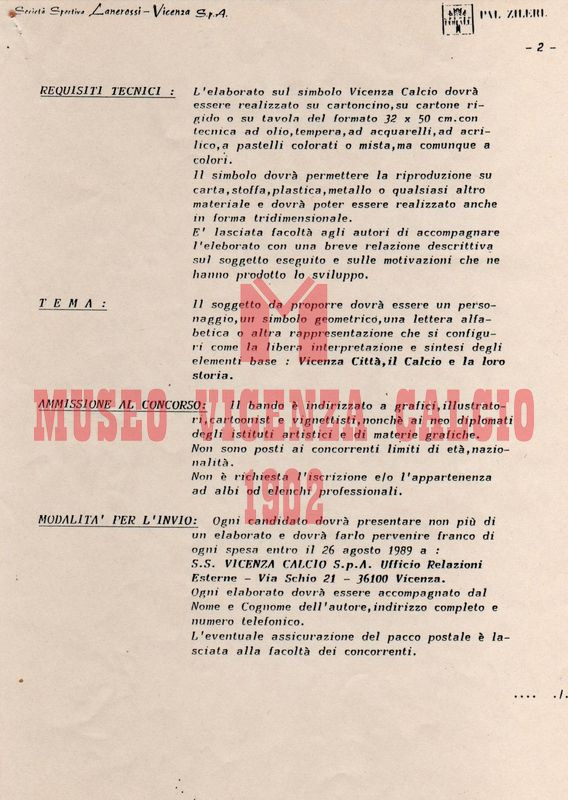 Società Sportiva Lanerossi-Vicenza S.p.A.
PAL ZILERI
- 2 -
REQUISITI TECNICI :
L'elaborato sul simbolo Vicenza Calcio dovrà
essere realizzato su cartoncino,su cartone ri-
gido o su tavola del formato 32 x 50 cm.con
tecnica ad olio,tempera,ad acquarelli,ad acri-
lico,a pastelli colorati o mista,ma comunque a
colori.
Il simbolo dovrà permettere la riproduzione su
carta,stoffa,plastica,metallo o qualsiasi altro
materiale e dovrà poter essere realizzato anche
in forma tridimensionale.
E' lasciata facoltà agli autori di accompagnare
l'eleborato con una breve relazione descrittiva
sul soggetto eseguito e sulle motivazioni che ne
hanno prodotto lo sviluppo.
T E M A :
Il soggetto da proporre dovrà essere un perso-
naggio,un simbolo geometrico,una lettera alfa-
betica o altra rappresentazione che si configu-
ri come la libera interpretazione e sintesi degli
elementi base : Vicenza Città,il Calcio e la loro
storia.
AMMISSIONE AL CONCORSO:
Il bando è indirizzato a grafici,illustrato-
ri,cartoonist e vignettisti,nonchè ai neo diplomati
degli istituti artistici e di materie grafiche.
Non sono posti ai concorrenti limiti di età,nazio-
nalità.
Non è richiesta l'iscrizione e/o l'appartenenza
ad albi od elenchi professionali.
MODALITA' PER L'INVIO:
Ogni candidato dovrà presentare non più di
un elaborato e dovrà farlo pervenire franco di
ogni spesa entro il 26 agosto 1989 a :
S.S. VICENZA CALCIO S.p.A. Ufficio Relazioni
Esterne - Via Schio 21 - 36100 Vicenza.
Ogni elaborato dovrà essere accompagnato dal
Nome e Cognome dell'autore,indirizzo completo e
numero telefonico.
L'eventuale assicurazione del pacco postale è la-
sciata alla facoltà dei concorrenti.
.... ./.
M
MUSEO VICENZA CALCIO
1902